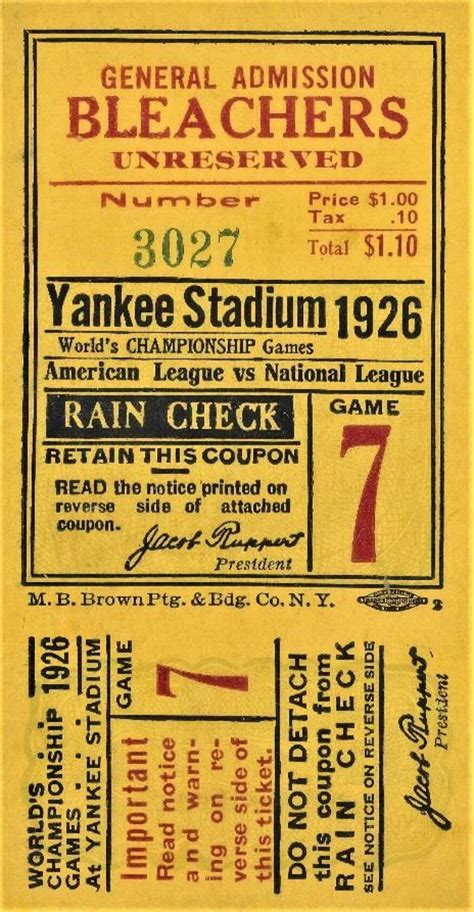 GENERAL ADMISSION
BLEACHERS
UNRESERVED
Number
3027
Price $1.00
Tax .10
Total $1.10
Yankee Stadium 1926
World's CHAMPIONSHIP Games
American League vs National League
RAIN CHECK
RETAIN THIS COUPON
READ the notice printed on
reverse side of attached
coupon.
Jacob Ruppert
President
GAME
7
M. B. Brown Ptg. & Bdg. Co. N. Y.
3
WORLD'S
CHAMPIONSHIP 1926
GAMES . . . .
At YANKEE STADIUM
GAME
7
Important
Read notice
and warn-
ing on re-
verse side of
this ticket.
DO NOT DETACH
this coupon from
RAIN CHECK
SEE NOTICE ON REVERSE SIDE
Jacob Ruppert
President